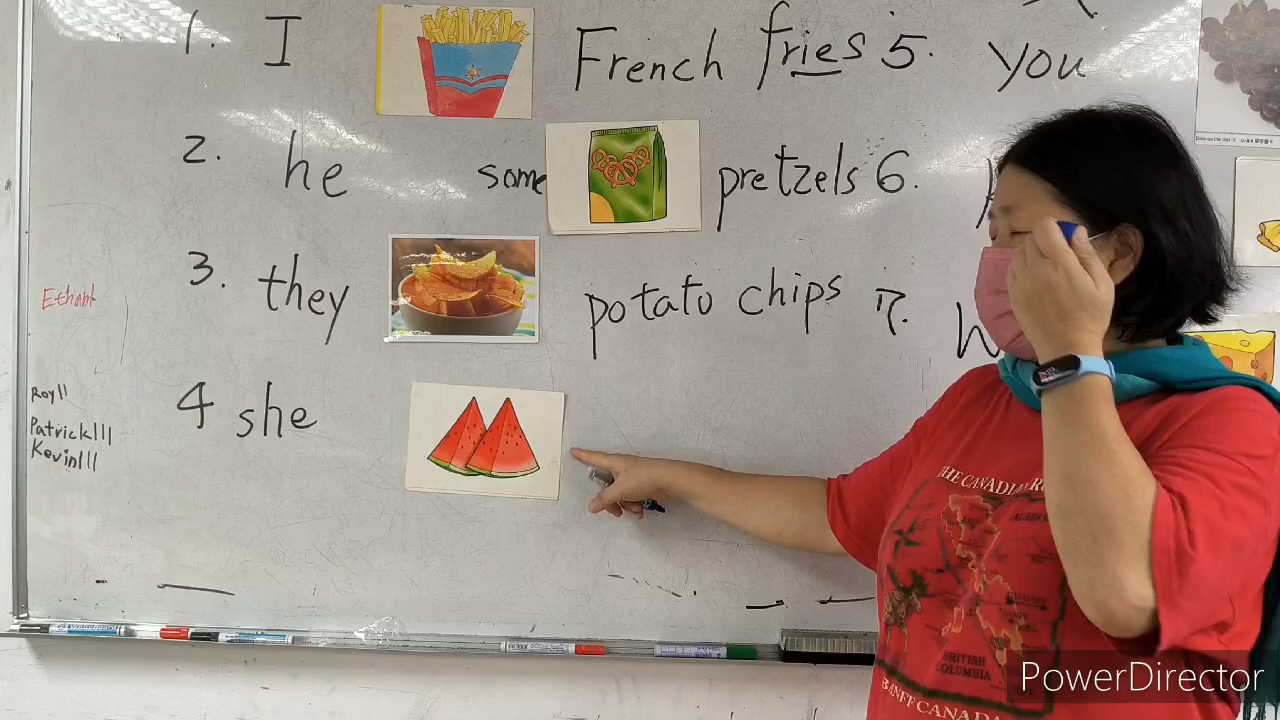 1. I French fries 5. you
2. he some pretzels 6.
3. they potato chips 7.
4 she
Ethan
Roy
Patrick
Kevin
THE CANADIAN
BRITISH
COLUMBIA
BANFF CANADA
PowerDirector